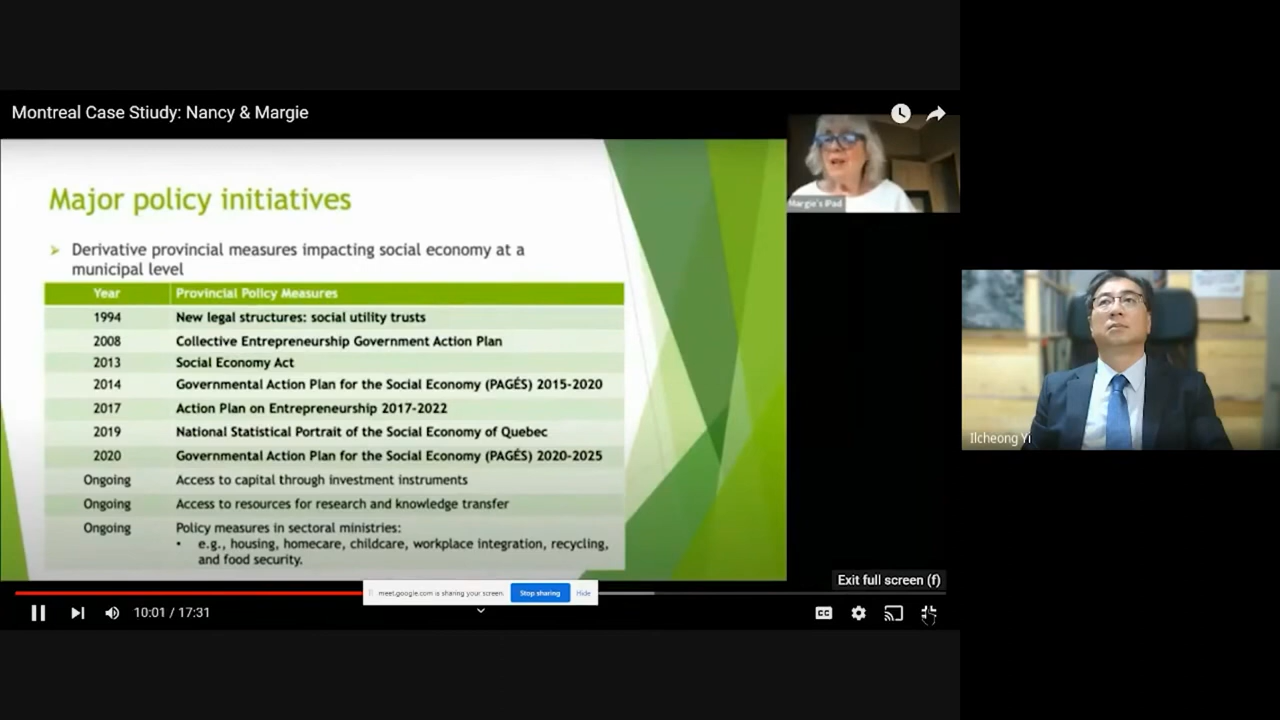 Montreal Case Stiudy: Nancy & Margie
Major policy initiatives
Derivative provincial measures impacting social economy at a
municipal level
Year Provincial Policy Measures
1994 New legal structures: social utility trusts
2008 Collective Entrepreneurship Government Action Plan
2013 Social Economy Act
2014 Governmental Action Plan for the Social Economy (PAGÉS) 2015-2020
2017 Action Plan on Entrepreneurship 2017-2022
2019 National Statistical Portrait of the Social Economy of Quebec
2020 Governmental Action Plan for the Social Economy (PAGÉS) 2020-2025
Ongoing Access to capital through investment instruments
Ongoing Access to resources for research and knowledge transfer
Ongoing Policy measures in sectoral ministries:
• e.g., housing, homecare, childcare, workplace integration, recycling,
and food security.
Margie's iPad
Ilcheong Yi
Exit full screen (f)
meet.google.com is sharing your screen. Stop sharing Hide
10:01 / 17:31
CC